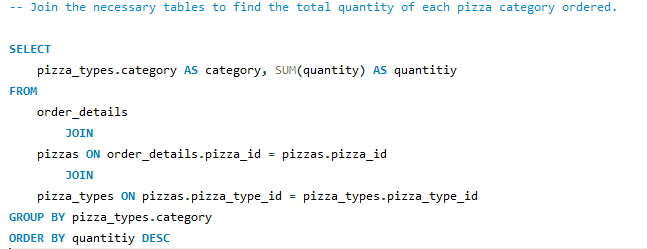 -- Join the necessary tables to find the total quantity of each pizza category ordered.
SELECT
pizza_types.category AS category, SUM(quantity) AS quantitiy
FROM
order_details
JOIN
pizzas ON order_details.pizza_id = pizzas.pizza_id
JOIN
pizza_types ON pizzas.pizza_type_id = pizza_types.pizza_type_id
GROUP BY pizza_types.category
ORDER BY quantitiy DESC